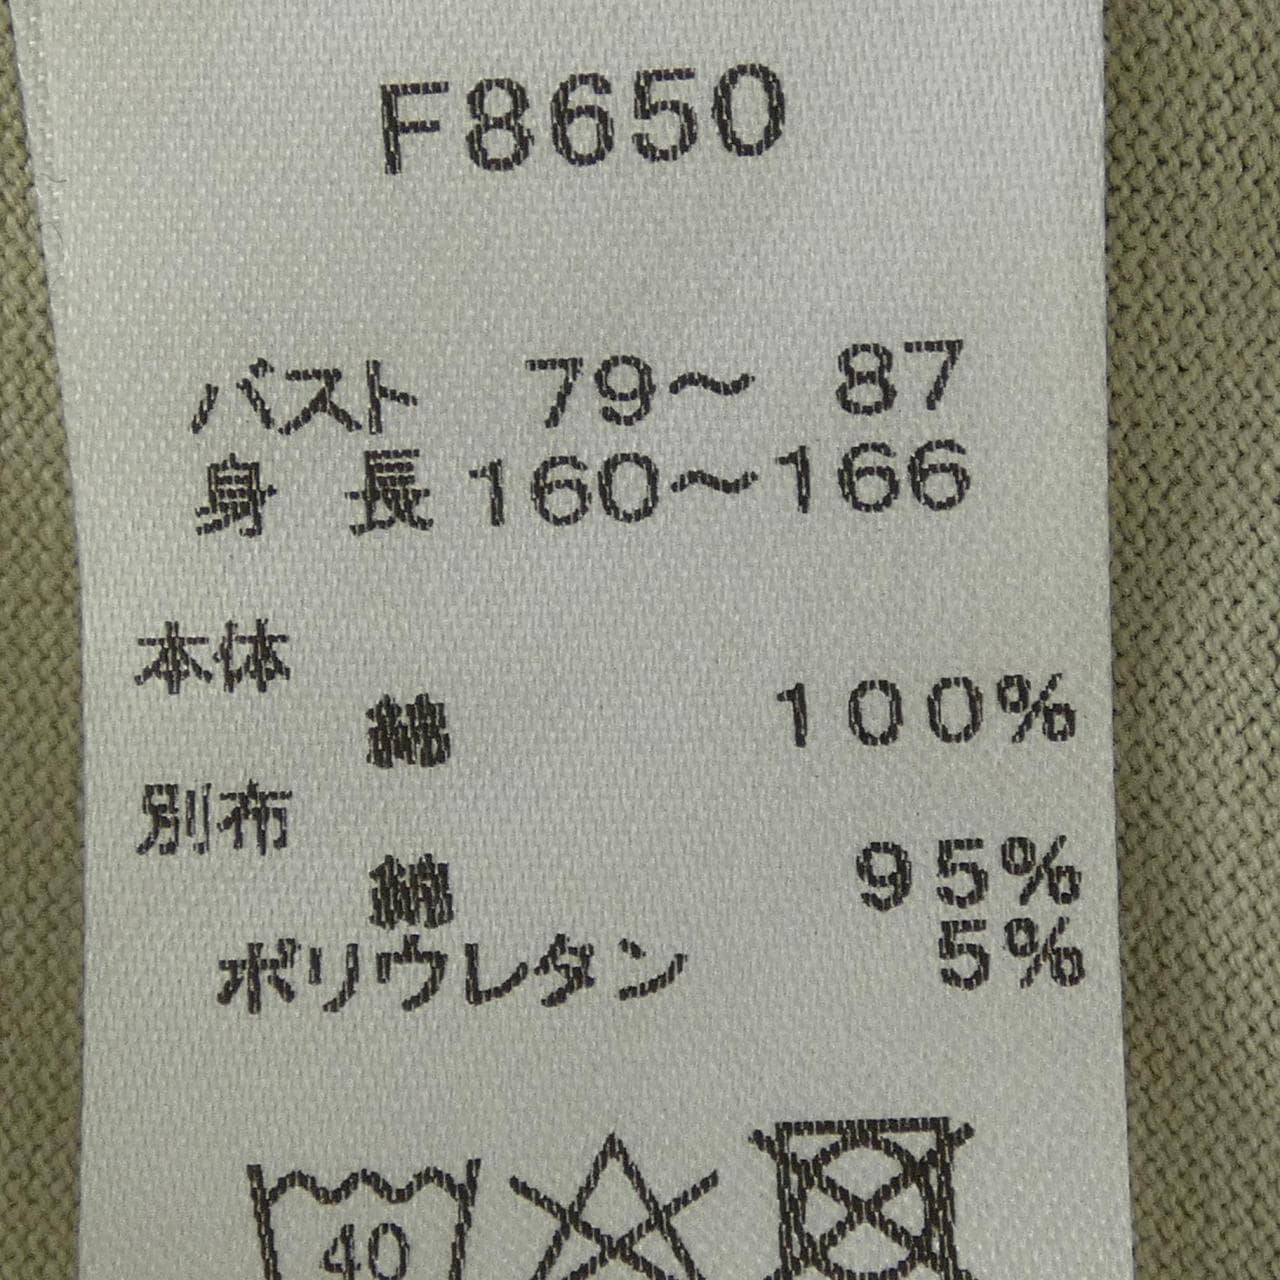 F8650
バスト 79～ 87
身 長 160～166
本体
綿 100%
別布
綿 95%
ポリウレタン 5%
40